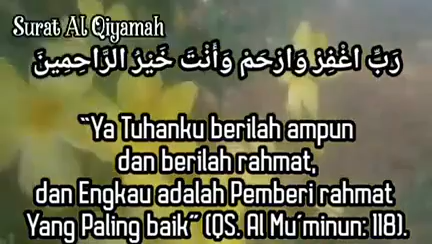 Surat Al Qiyamah
رَبِّ اغْفِرْ وَارْحَمْ وَأَنْتَ خَيْرُ الرَّاحِمِينَ
“Ya Tuhanku berilah ampun
dan berilah rahmat,
dan Engkau adalah Pemberi rahmat
Yang Paling baik” (QS. Al Mu’minun: 118).